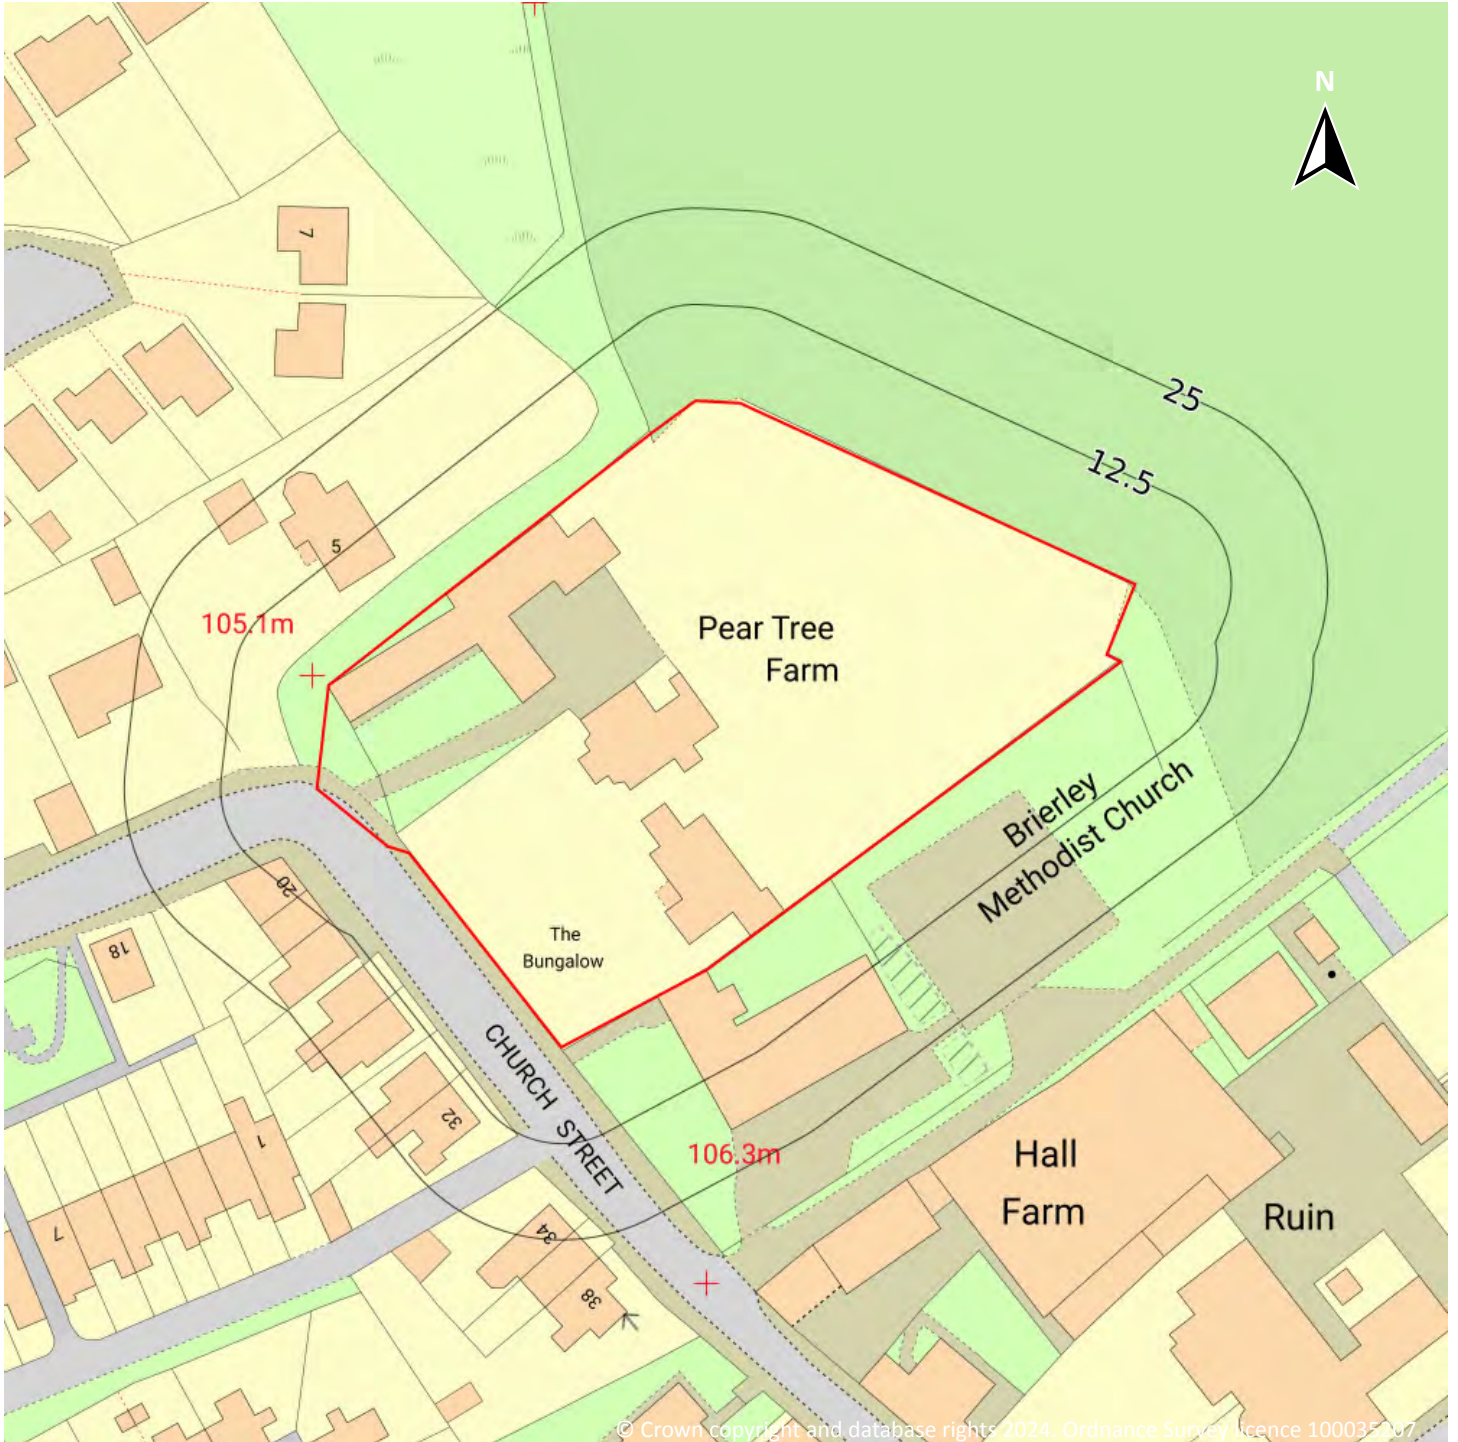 N
7
25
12.5
5
105.1m
Pear Tree
Farm
Brierley
Methodist Church
20
18
The
Bungalow
CHURCH STREET
32
1
7
106.3m
Hall
Farm
Ruin
34
38
© Crown copyright and database rights 2024. Ordnance Survey licence 100035207.